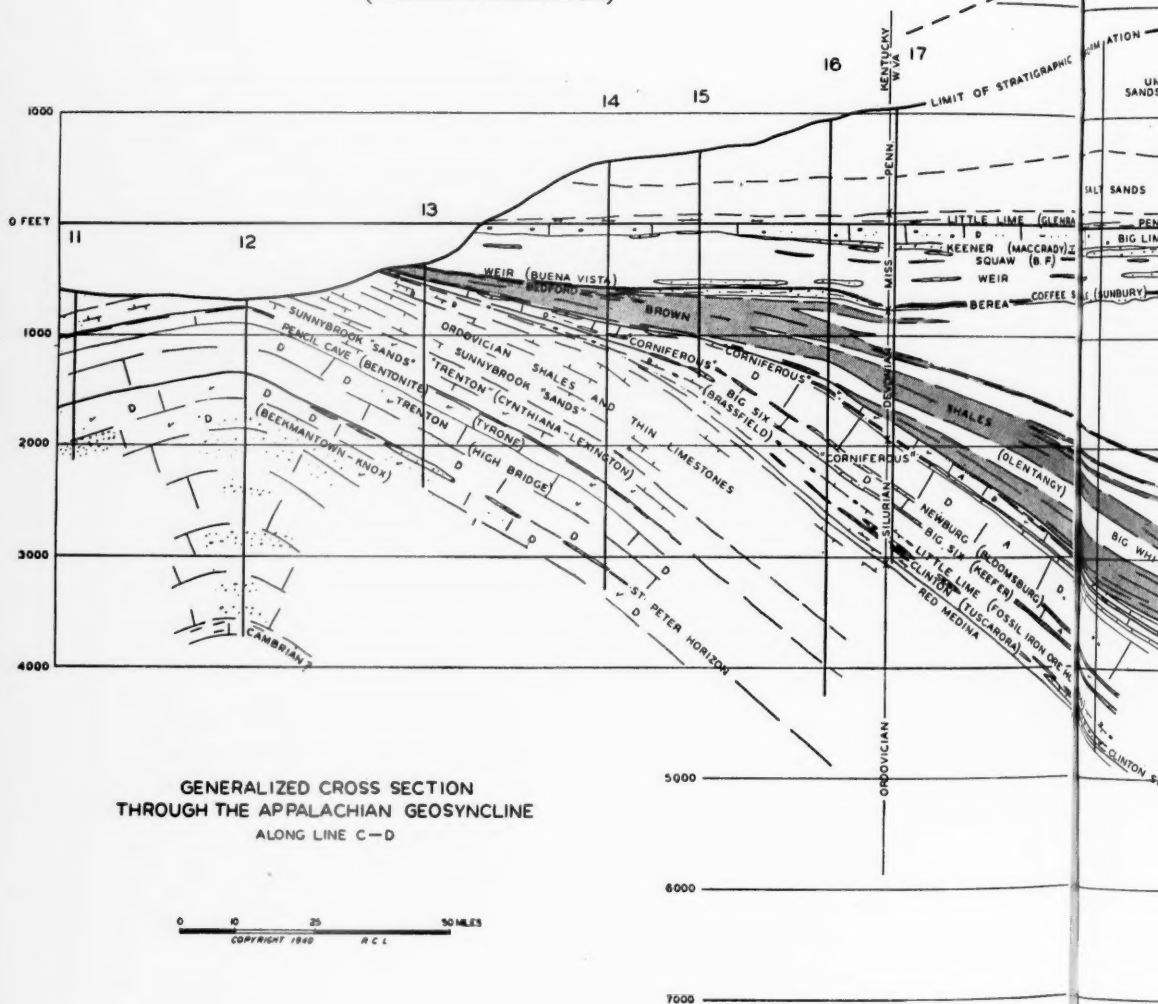 16
KENTUCKY
W.VA
17
LIMIT OF STRATIGRAPHIC
14
15
1000
PENN.
SALT SANDS
0 FEET
13
11
12
LITTLE LIME
D
BIG
KEENER (MACCRADY)
SQUAW (B.F.)
WEIR
WEIR (BUENA VISTA)
BEDFORD
MISS
BEREA
COFFEE
(SUNBURY)
BROWN
1000
SUNNYBROOK "SANDS"
PENCIL CAVE (BENTONITE)
(TYRONE)
ORDOVICIAN SHALES AND
THIN LIMESTONES
SUNNYBROOK "SANDS"
"TRENTON" (CYNTHIANA-LEXINGTON)
TRENTON (HIGH BRIDGE)
(BEEKMANTOWN-KNOX)
"CORNIFEROUS"
"CORNIFEROUS"
BIG SIX
(BRASSFIELD)
DEVONIAN
SHALES
(OLENTANGY)
2000
"CORNIFEROUS"
SILURIAN
NEWBURG (BLOOMSBURG)
BIG SIX (KEEFER)
LITTLE LIME (FOSSIL IRON ORE
CLINTON (TUSCARORA)
RED MEDINA
BIG
3000
ST. PETER HORIZON
CAMBRIAN?
4000
CLINTON
ORDOVICIAN
5000
GENERALIZED CROSS SECTION
THROUGH THE APPALACHIAN GEOSYNCLINE
ALONG LINE C—D
6000
0 10 25 50 MILES
COPYRIGHT 1940 R C L
7000